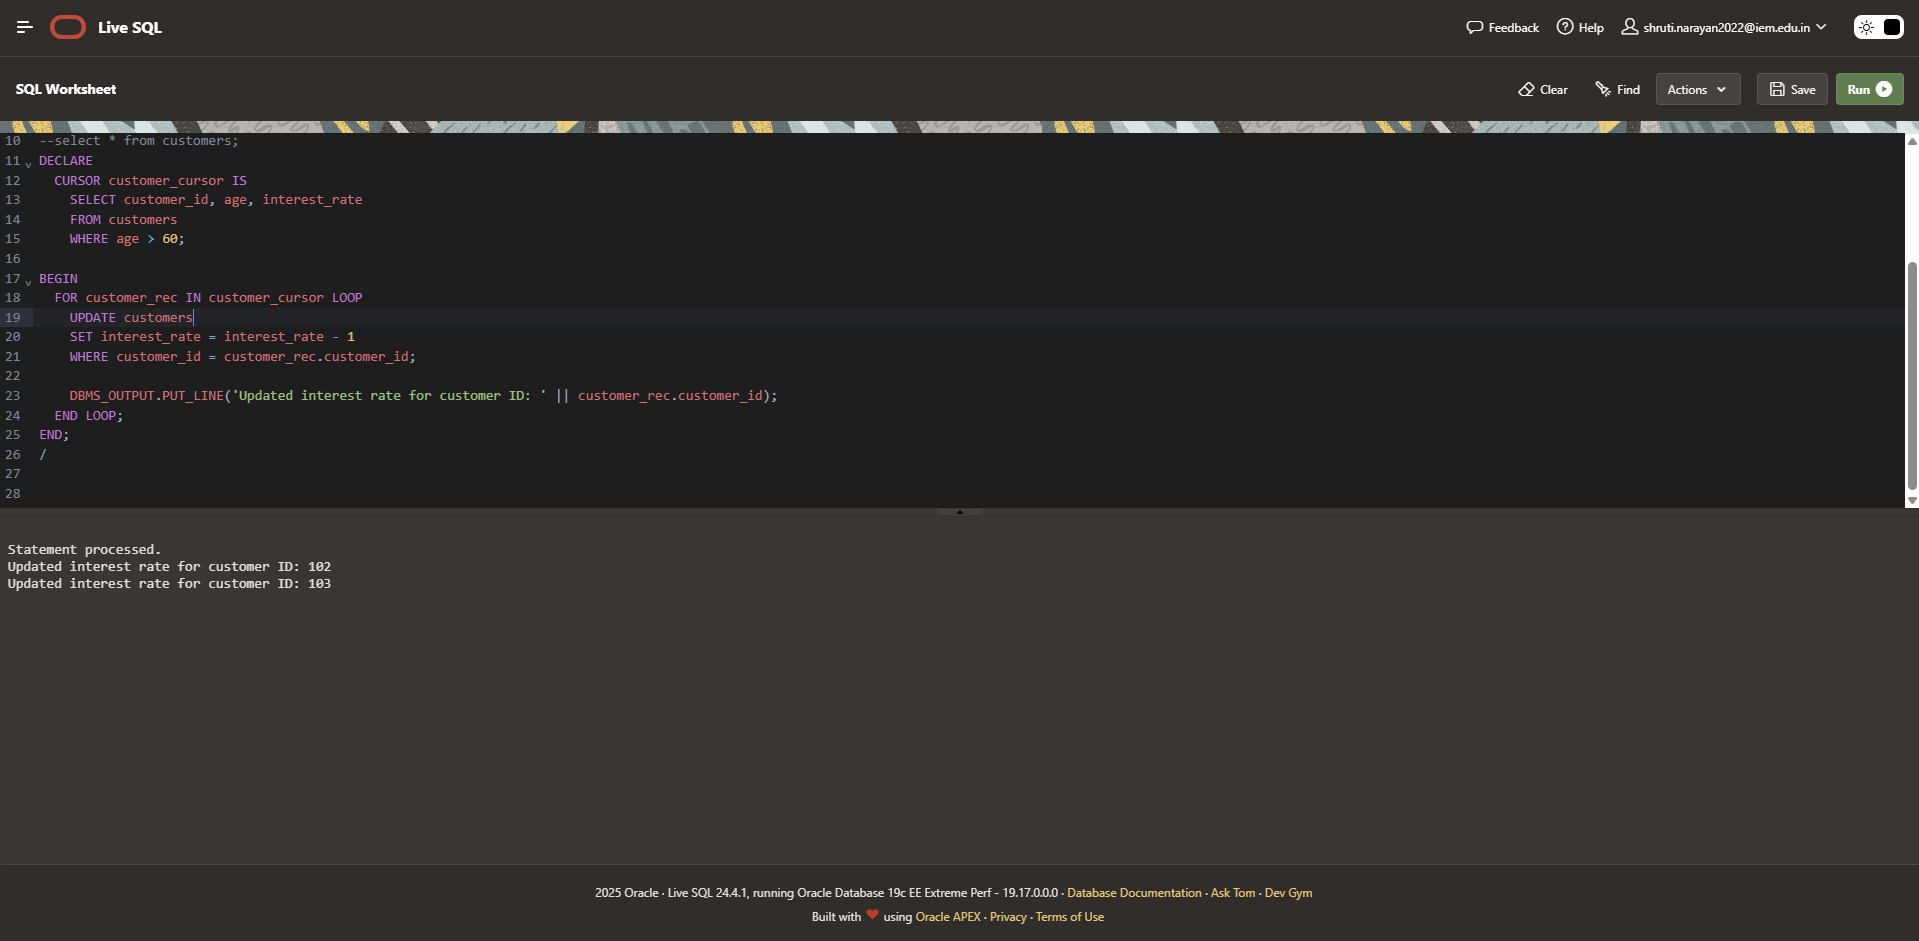 Live SQL
Feedback
Help
shruti.narayan2022@iem.edu.in
SQL Worksheet
Clear
Find
Actions
Save
Run
10 --select * from customers;
11 DECLARE
12 CURSOR customer_cursor IS
13 SELECT customer_id, age, interest_rate
14 FROM customers
15 WHERE age > 60;
16
17 BEGIN
18 FOR customer_rec IN customer_cursor LOOP
19 UPDATE customers
20 SET interest_rate = interest_rate - 1
21 WHERE customer_id = customer_rec.customer_id;
22
23 DBMS_OUTPUT.PUT_LINE('Updated interest rate for customer ID: ' || customer_rec.customer_id);
24 END LOOP;
25 END;
26 /
27
28
Statement processed.
Updated interest rate for customer ID: 102
Updated interest rate for customer ID: 103
2025 Oracle · Live SQL 24.4.1, running Oracle Database 19c EE Extreme Perf - 19.17.0.0.0 · Database Documentation · Ask Tom · Dev Gym
Built with ❤ using Oracle APEX · Privacy · Terms of Use